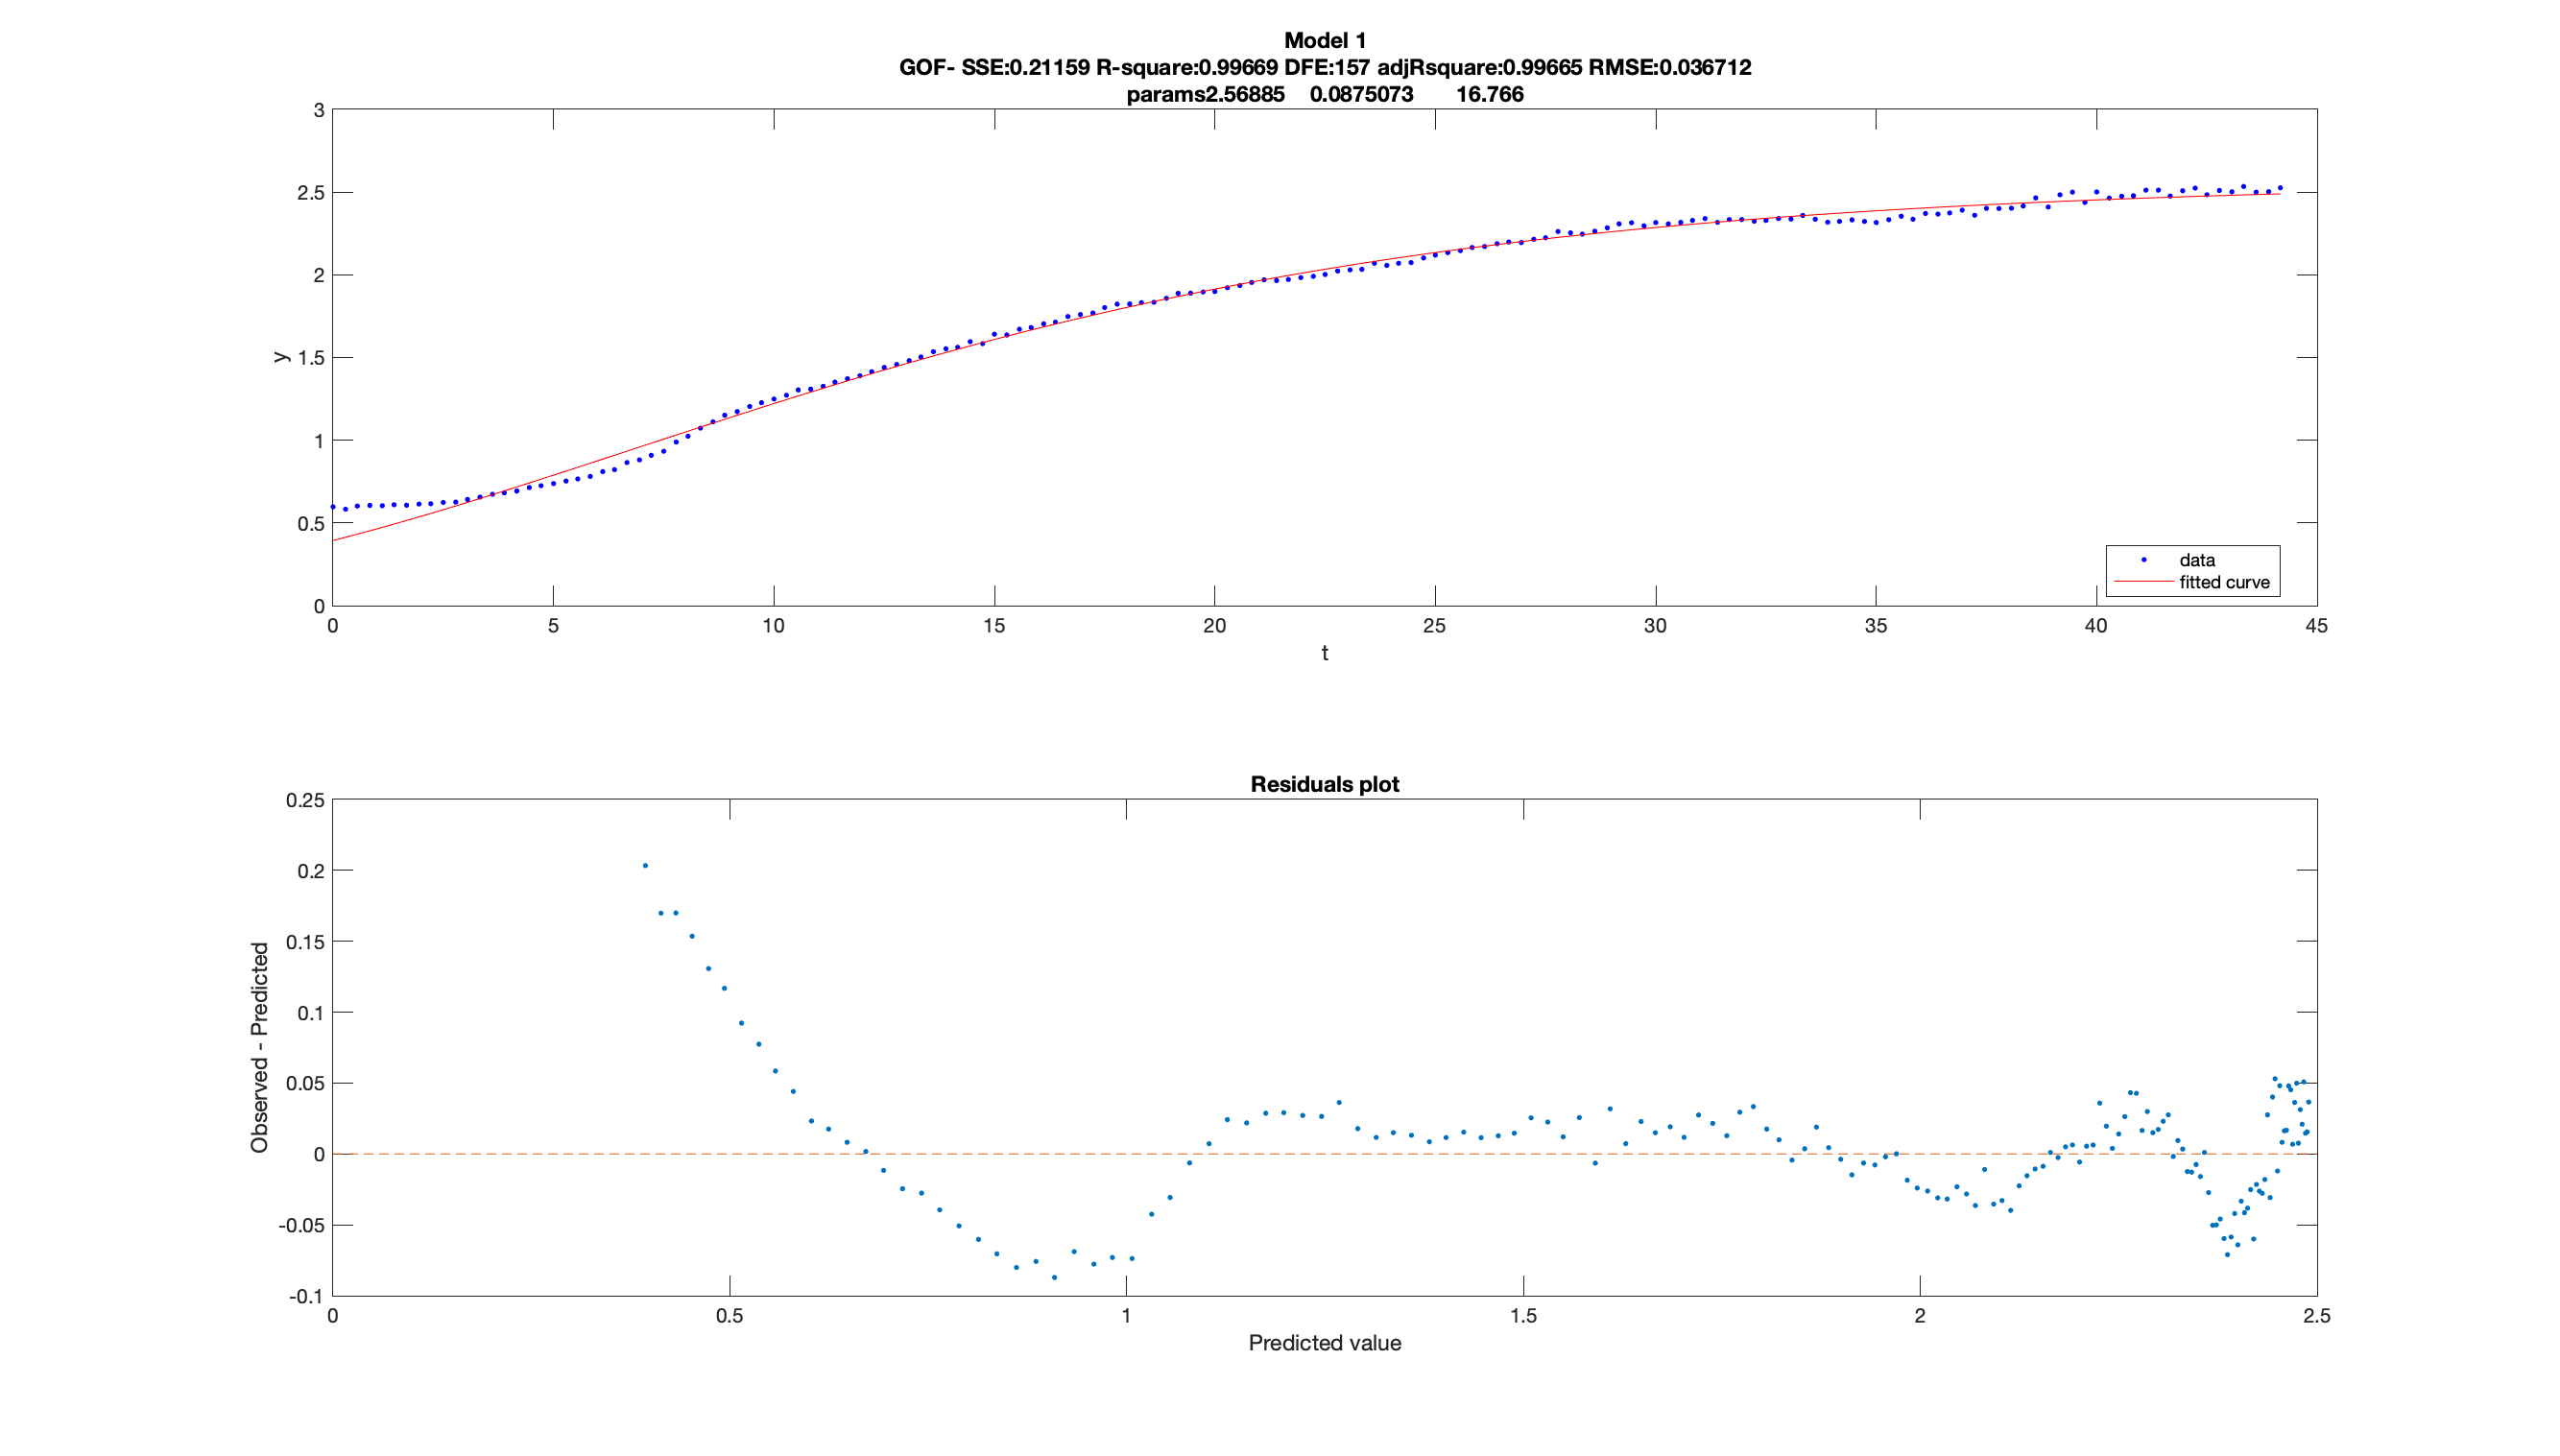 Model 1
GOF- SSE:0.21159 R-square:0.99669 DFE:157 adjRsquare:0.99665 RMSE:0.036712
params2.56885 0.0875073 16.766
3
2.5
2
1.5
1
0.5
0
y
0 5 10 15 20 25 30 35 40 45
t
data
fitted curve
Residuals plot
0.25
0.2
0.15
0.1
0.05
0
-0.05
-0.1
Observed - Predicted
0 0.5 1 1.5 2 2.5
Predicted value